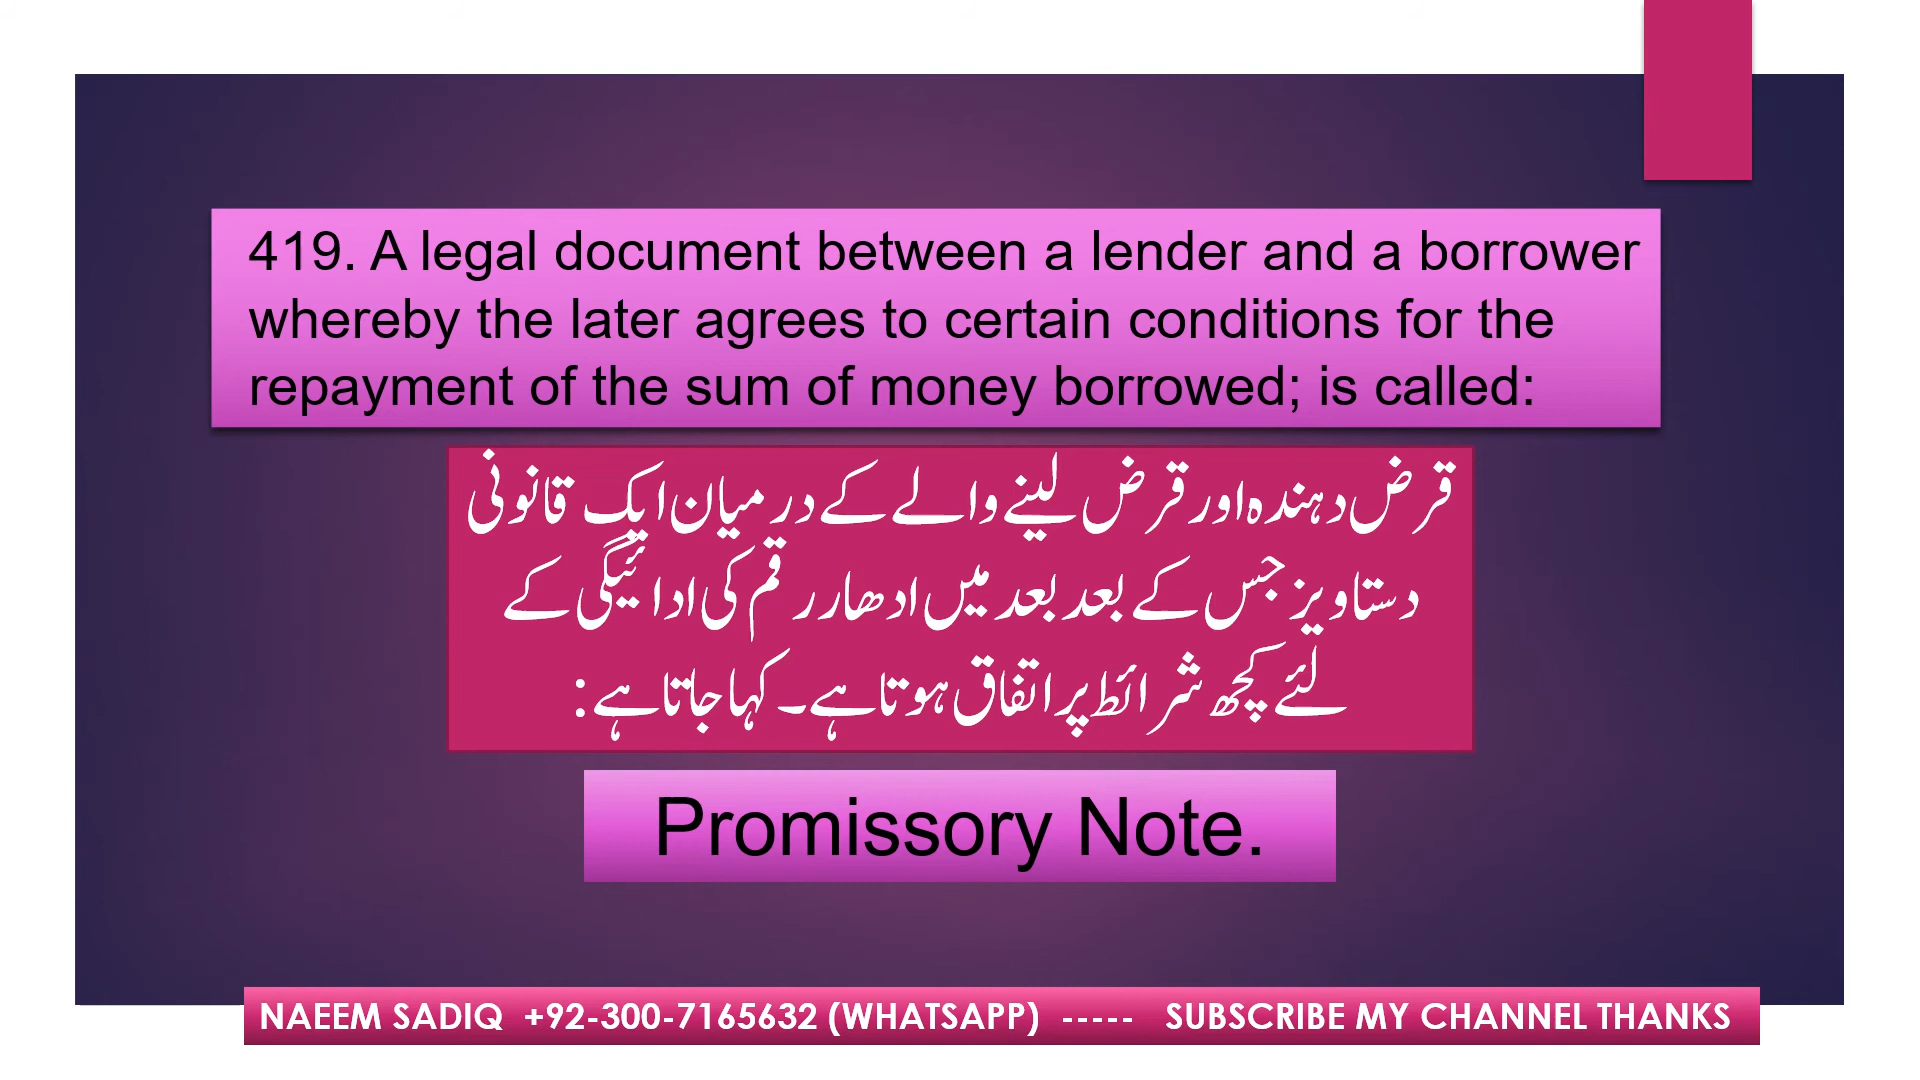 419. A legal document between a lender and a borrower
whereby the later agrees to certain conditions for the
repayment of the sum of money borrowed; is called:
قرض دہندہ اور قرض لینے والے کے درمیان ایک قانونی
دستاویز جس کے بعد بعد میں ادھار رقم کی ادائیگی کے
لئے کچھ شرائط پر اتفاق ہوتا ہے۔ کہا جاتا ہے:
Promissory Note.
NAEEM SADIQ +92-300-7165632 (WHATSAPP) ----- SUBSCRIBE MY CHANNEL THANKS